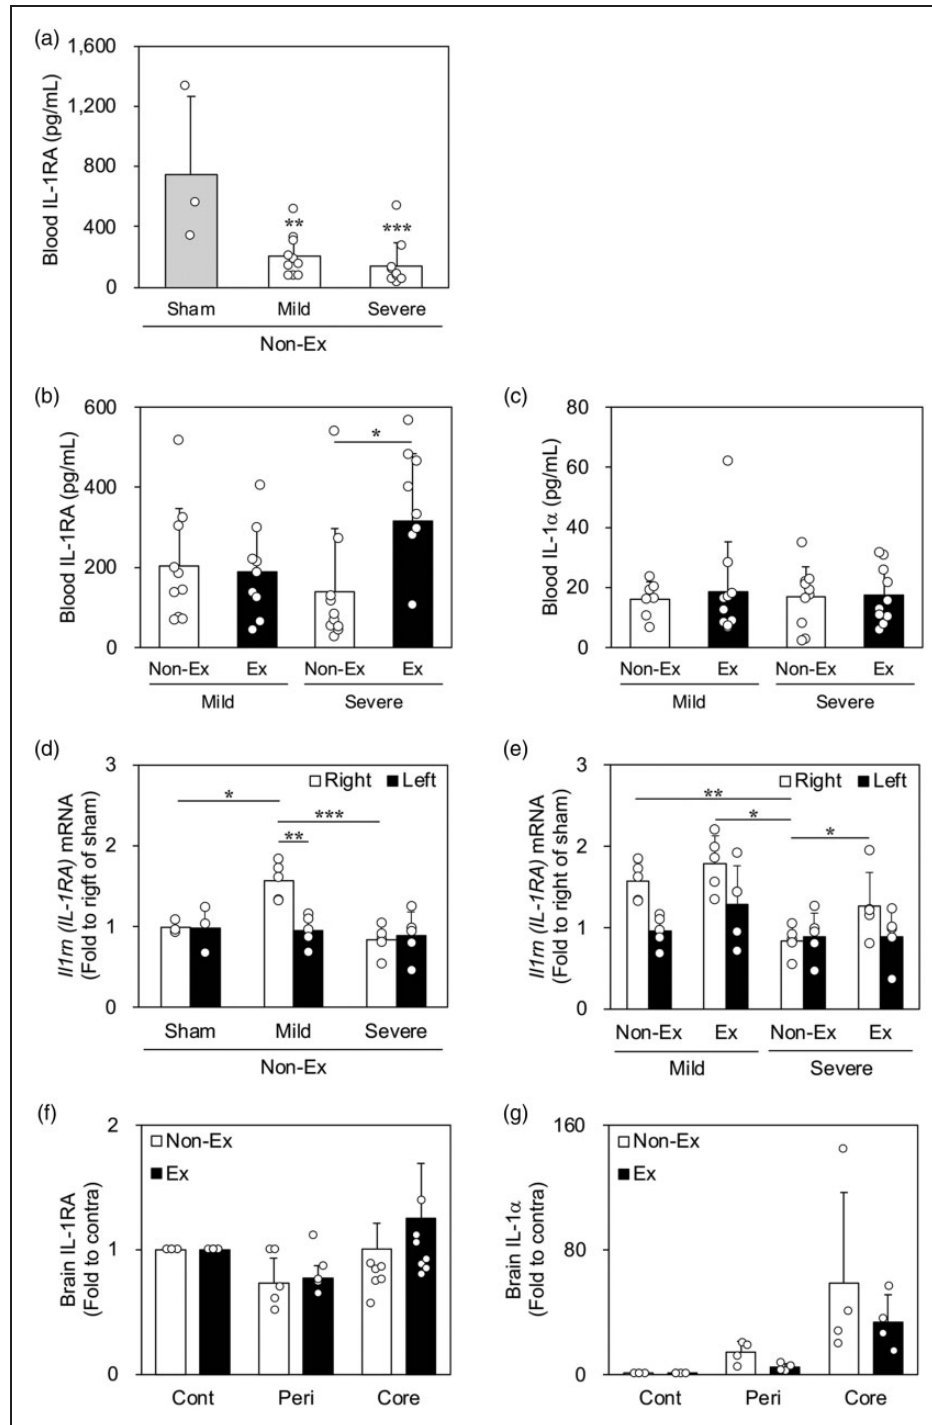 (a)
1,600
1,200
800
400
0
Blood IL-1RA (pg/mL)
**
***
Sham Mild Severe
Non-Ex
(b)
600
400
200
0
Blood IL-1RA (pg/mL)
*
Non-Ex Ex Non-Ex Ex
Mild Severe
(c)
80
60
40
20
0
Blood IL-1α (pg/mL)
Non-Ex Ex Non-Ex Ex
Mild Severe
(d)
3
2
1
0
Il1rn (IL-1RA) mRNA
(Fold to rigft of sham)
Right Left
*
***
**
Sham Mild Severe
Non-Ex
(e)
3
2
1
0
Il1rn (IL-1RA) mRNA
(Fold to right of sham)
Right Left
**
*
*
Non-Ex Ex Non-Ex Ex
Mild Severe
(f)
2
1
0
Brain IL-1RA
(Fold to contra)
Non-Ex
Ex
Cont Peri Core
(g)
160
80
0
Brain IL-1α
(Fold to contra)
Non-Ex
Ex
Cont Peri Core